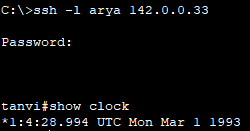 C:\>ssh -l arya 142.0.0.33
Password:
tanvi#show clock
*1:4:28.994 UTC Mon Mar 1 1993